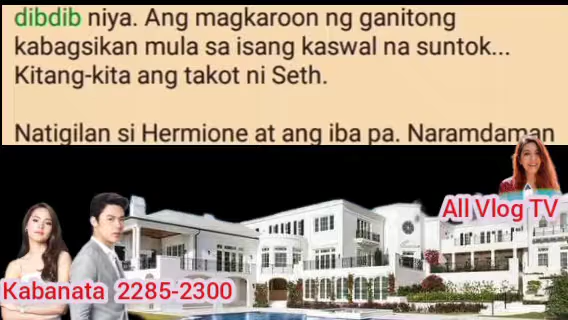 dibdib niya. Ang magkaroon ng ganitong
kabagsikan mula sa isang kaswal na suntok...
Kitang-kita ang takot ni Seth.
Natigilan si Hermione at ang iba pa. Naramdaman
All Vlog TV
Kabanata 2285-2300